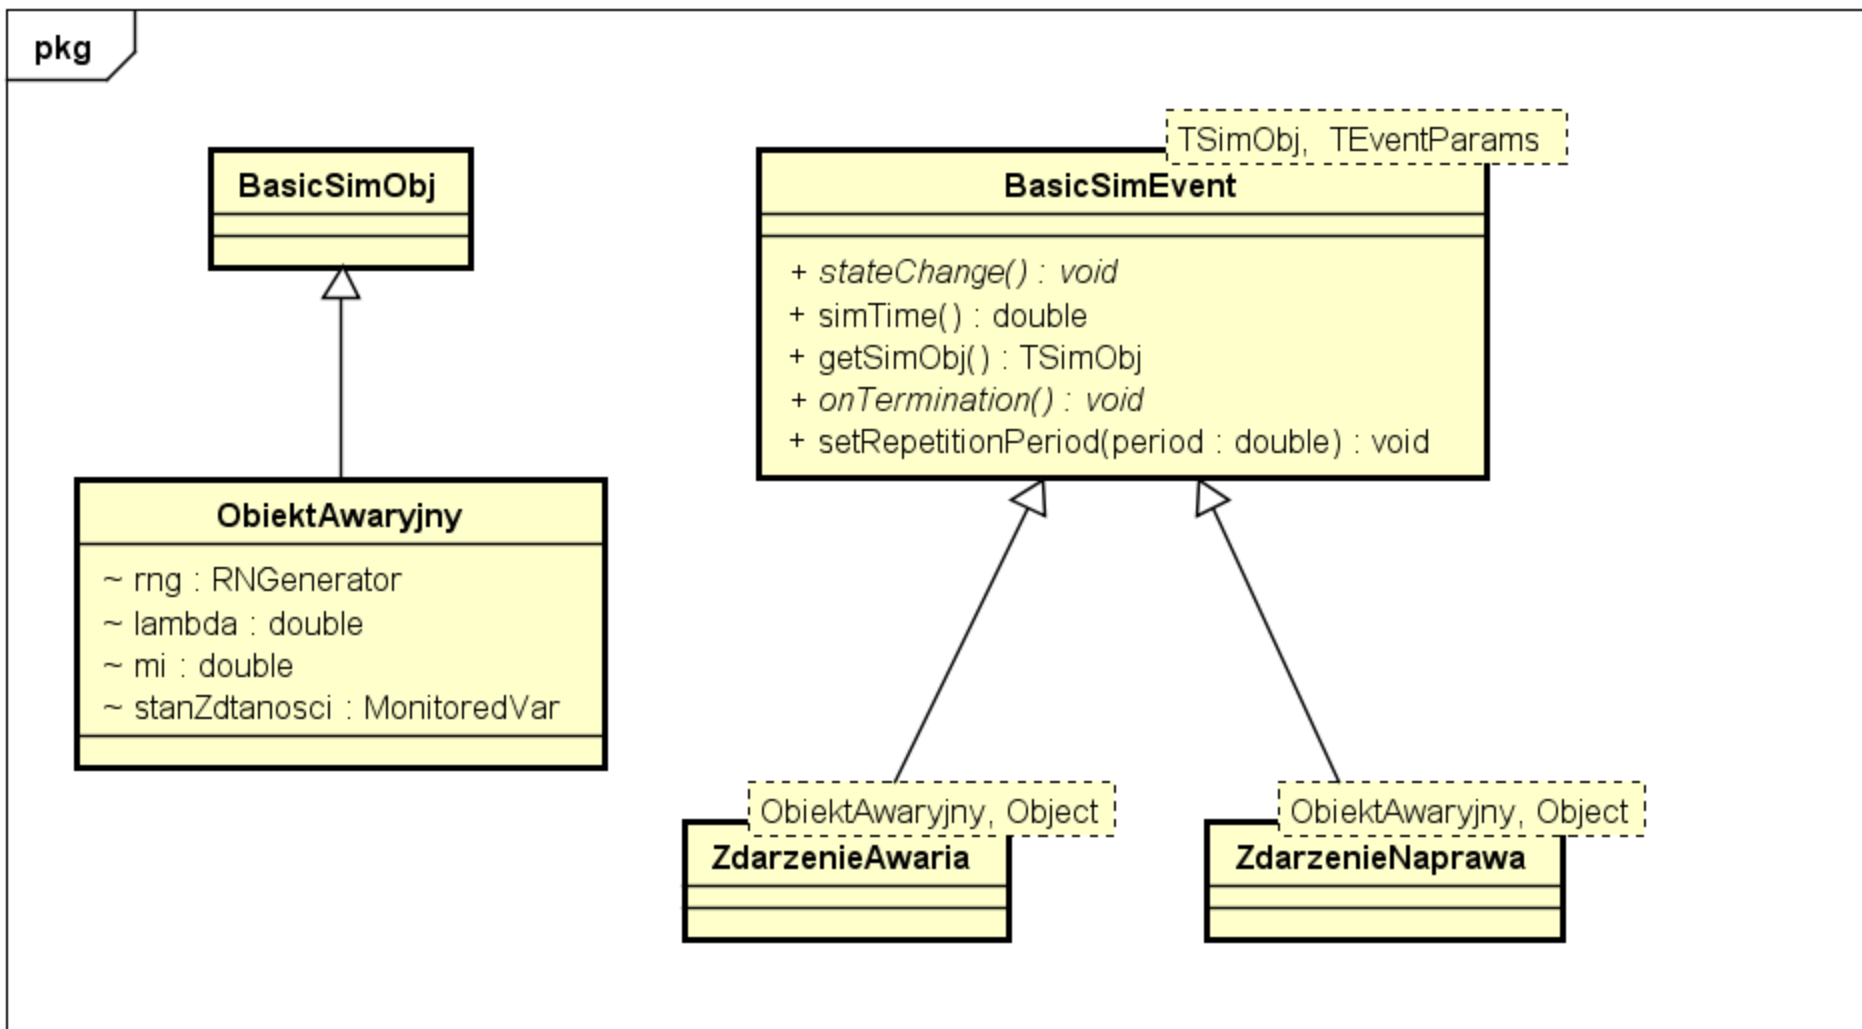 pkg
BasicSimObj
TSimObj, TEventParams
BasicSimEvent
+ stateChange() : void
+ simTime() : double
+ getSimObj() : TSimObj
+ onTermination() : void
+ setRepetitionPeriod(period : double) : void
ObiektAwaryjny
~ rng : RNGenerator
~ lambda : double
~ mi : double
~ stanZdtanosci : MonitoredVar
ObiektAwaryjny, Object
ZdarzenieAwaria
ObiektAwaryjny, Object
ZdarzenieNaprawa